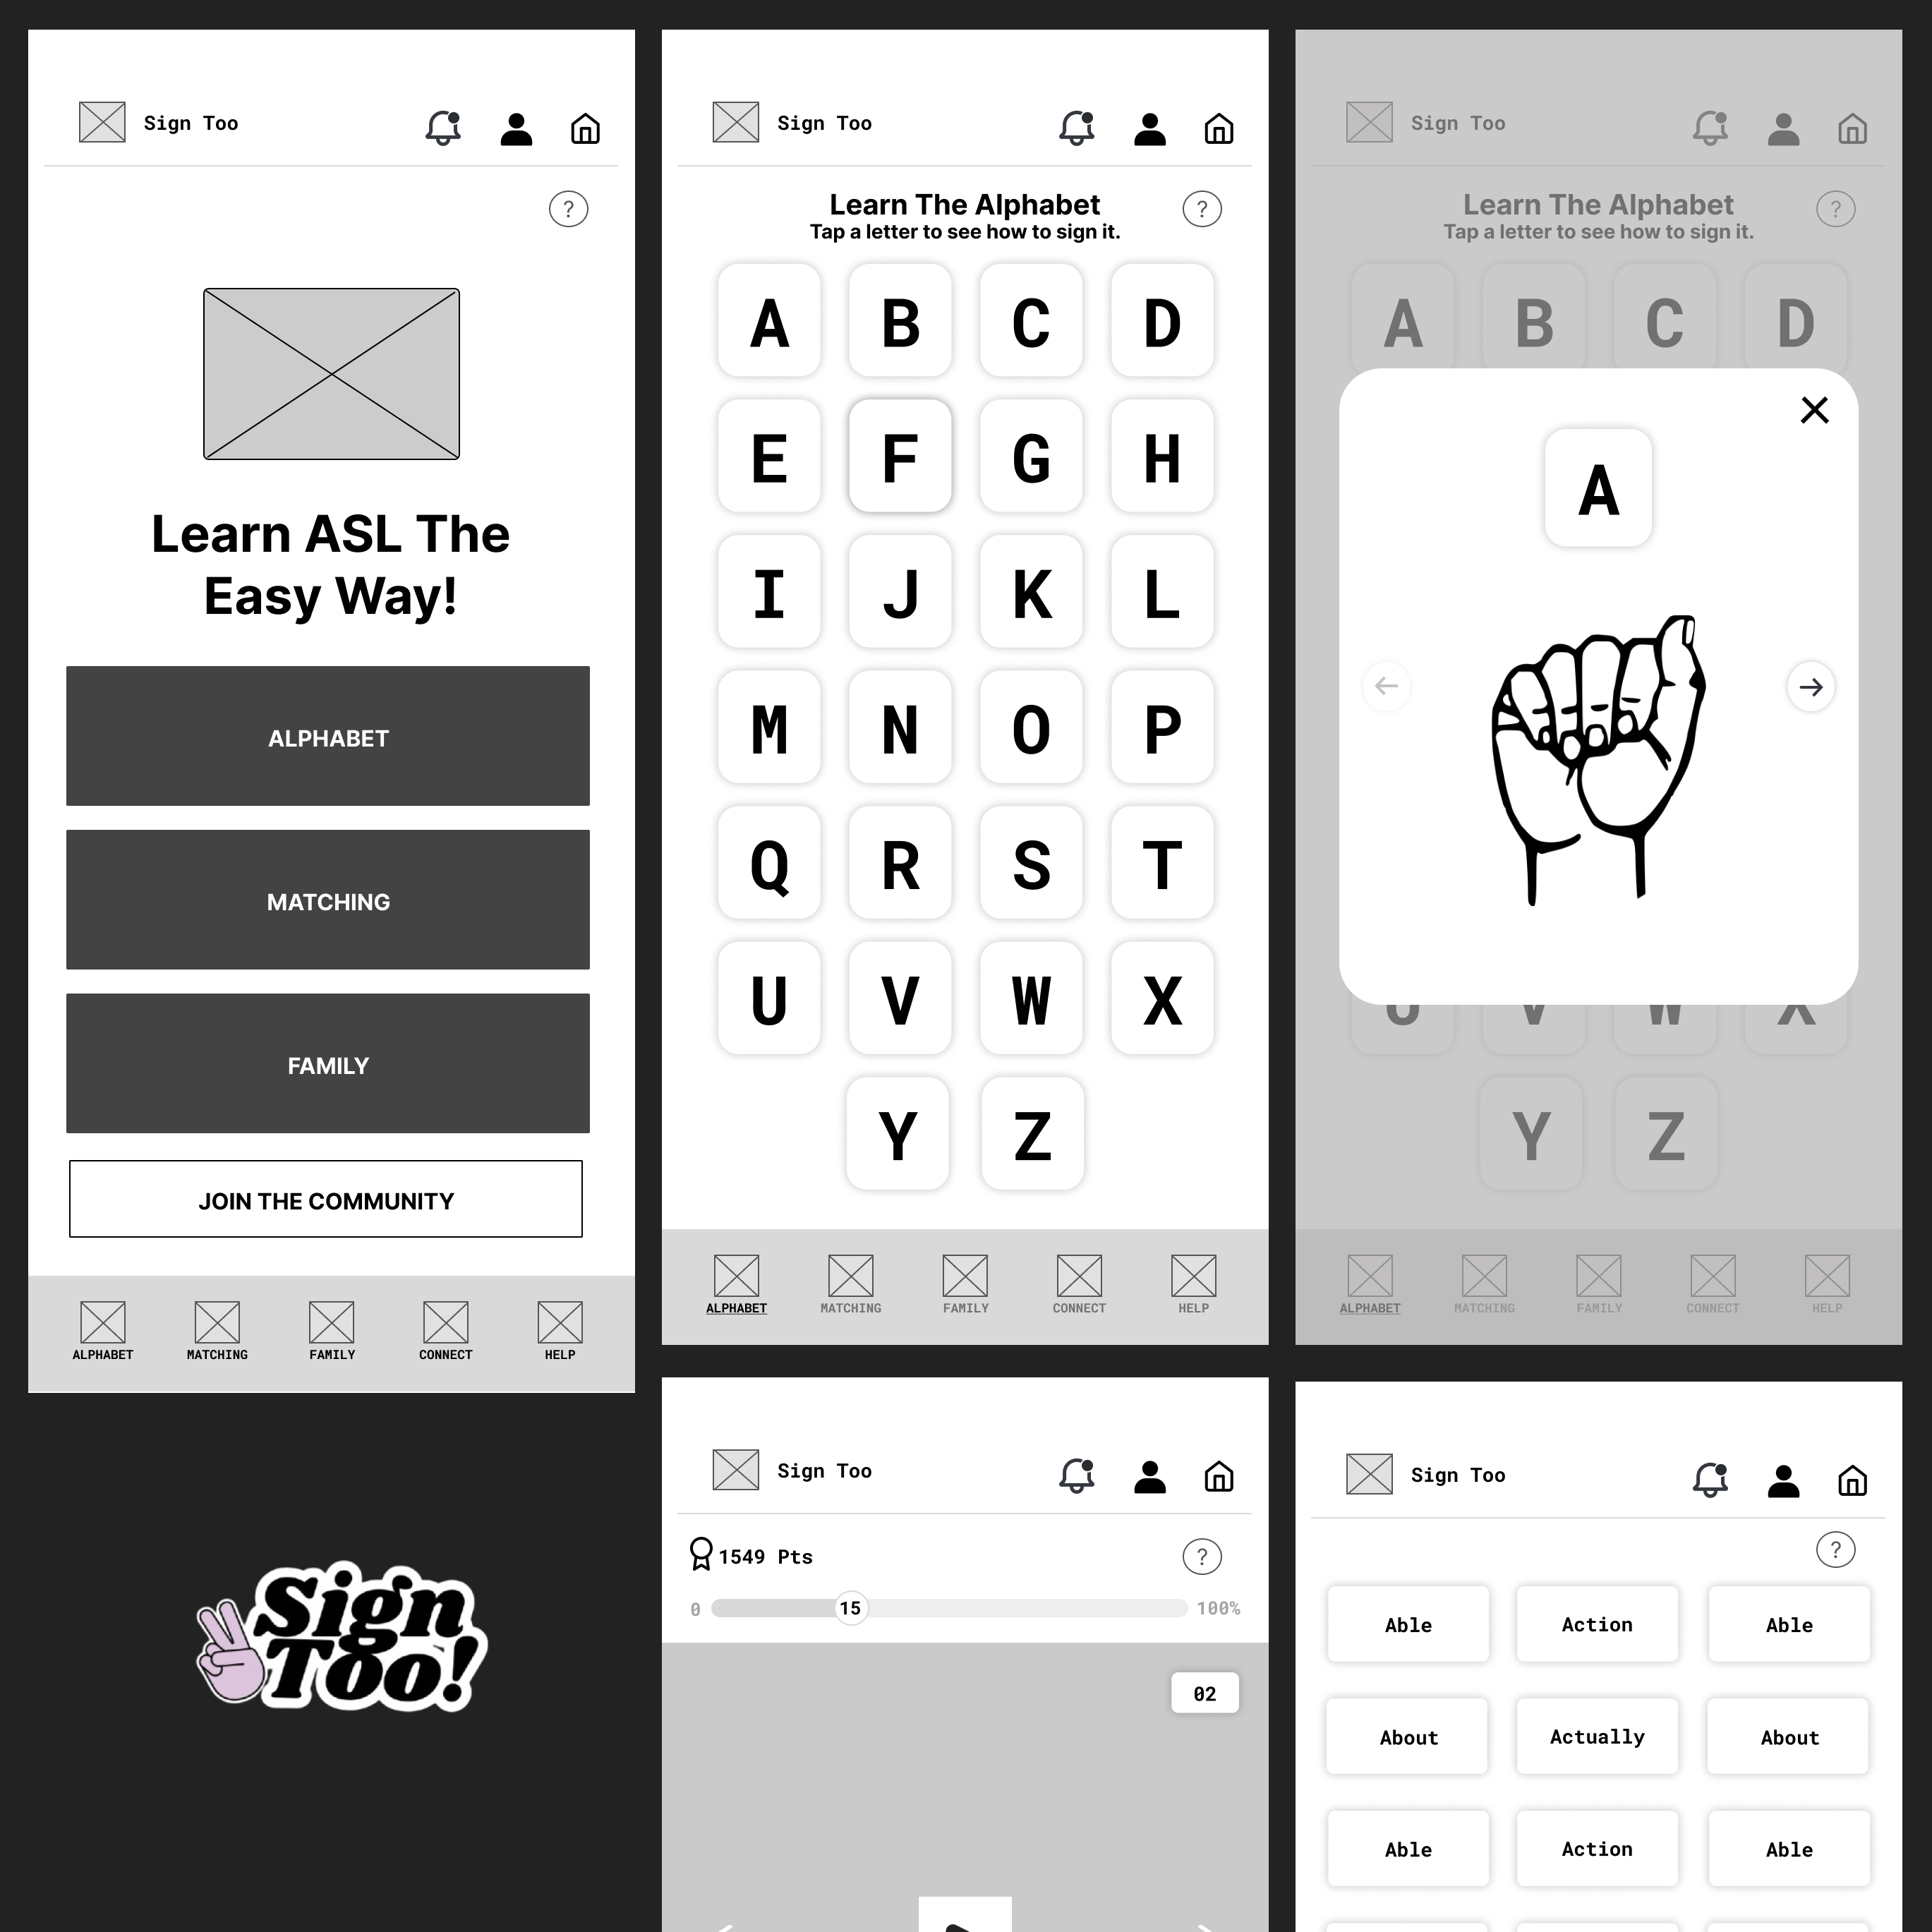 Sign Too
?
Learn ASL The
Easy Way!
ALPHABET
MATCHING
FAMILY
JOIN THE COMMUNITY
ALPHABET MATCHING FAMILY CONNECT HELP
Sign Too
Learn The Alphabet
?
Tap a letter to see how to sign it.
A B C D
E F G H
I J K L
M N O P
Q R S T
U V W X
Y Z
ALPHABET MATCHING FAMILY CONNECT HELP
Sign Too
Learn The Alphabet
?
Tap a letter to see how to sign it.
A B C D
A
U V W X
Y Z
ALPHABET MATCHING FAMILY CONNECT HELP
Sign
Too!
Sign Too
1549 Pts
?
0 15 100%
02
Sign Too
?
Able Action Able
About Actually About
Able Action Able